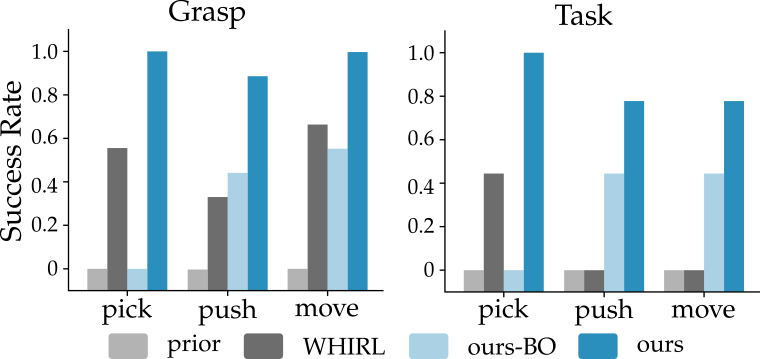 Grasp
Task
Success Rate
1.0
0.8
0.6
0.4
0.2
0
pick
push
move
1.0
0.8
0.6
0.4
0.2
0
pick
push
move
prior
WHIRL
ours-BO
ours